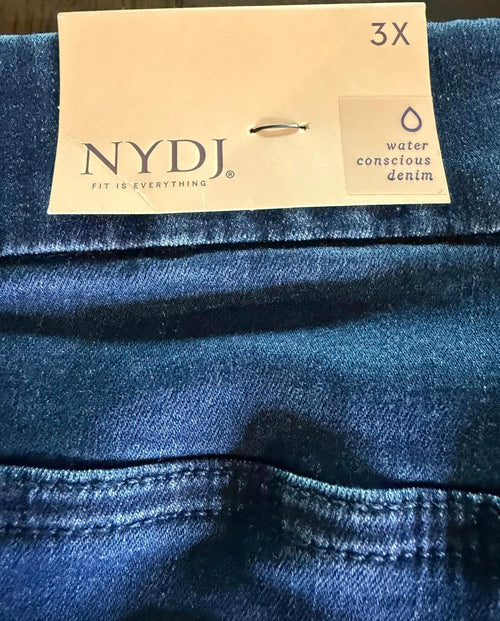 3X
NYDJ®
FIT IS EVERYTHING
water
conscious
denim